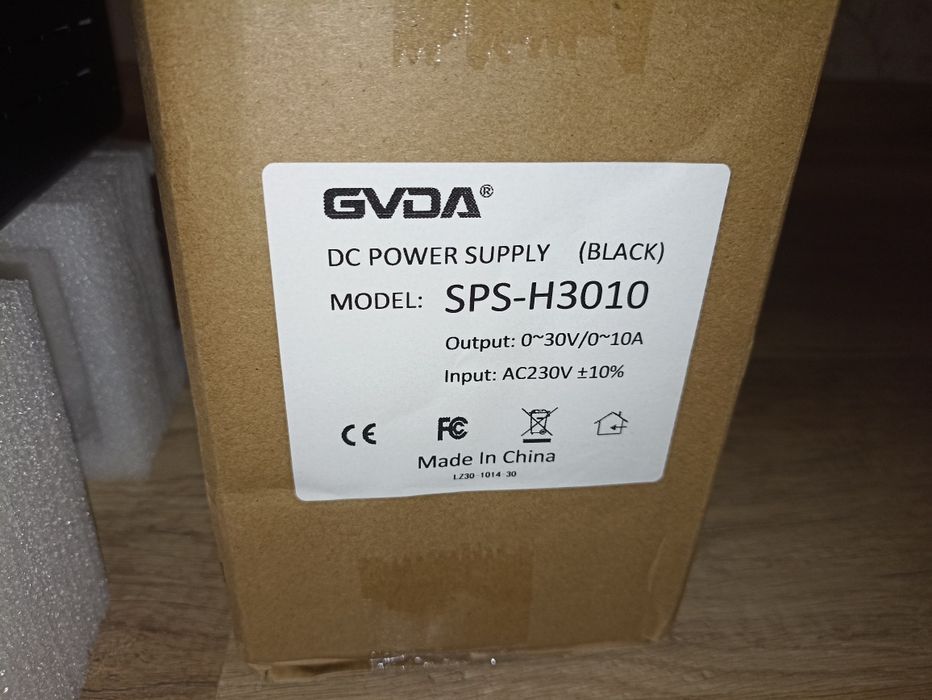 GVDA®
DC POWER SUPPLY (BLACK)
MODEL: SPS-H3010
Output: 0~30V/0~10A
Input: AC230V ±10%
CE FC
Made In China
LZ30-1014-30